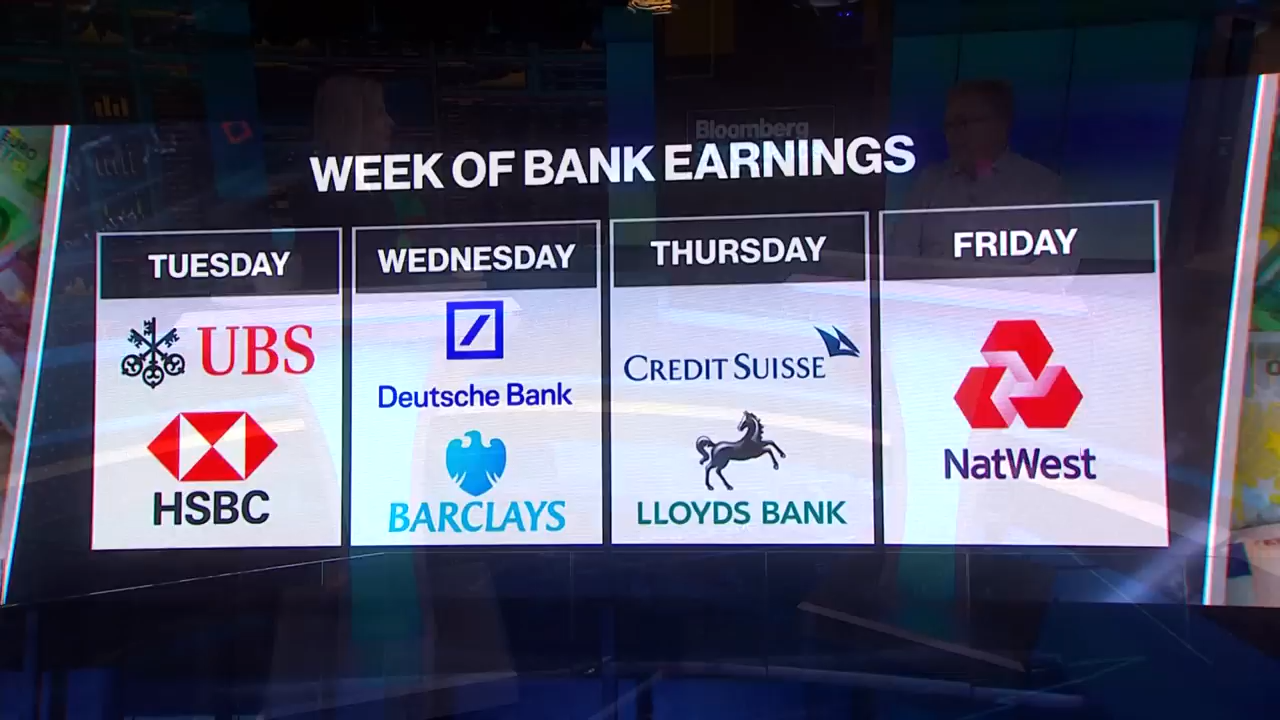 Bloomberg
WEEK OF BANK EARNINGS
TUESDAY
UBS
HSBC
WEDNESDAY
Deutsche Bank
BARCLAYS
THURSDAY
CREDIT SUISSE
LLOYDS BANK
FRIDAY
NatWest